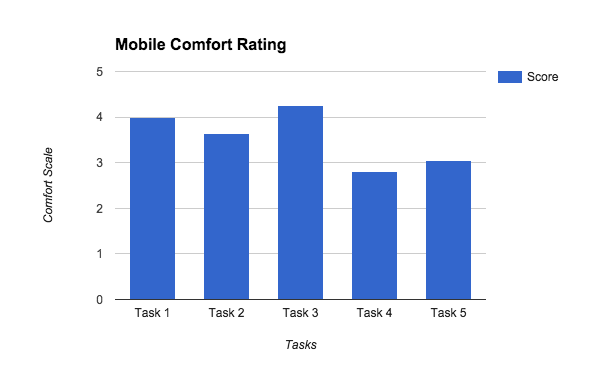 Mobile Comfort Rating
Score
Comfort Scale
5
4
3
2
1
0
Task 1 Task 2 Task 3 Task 4 Task 5
Tasks